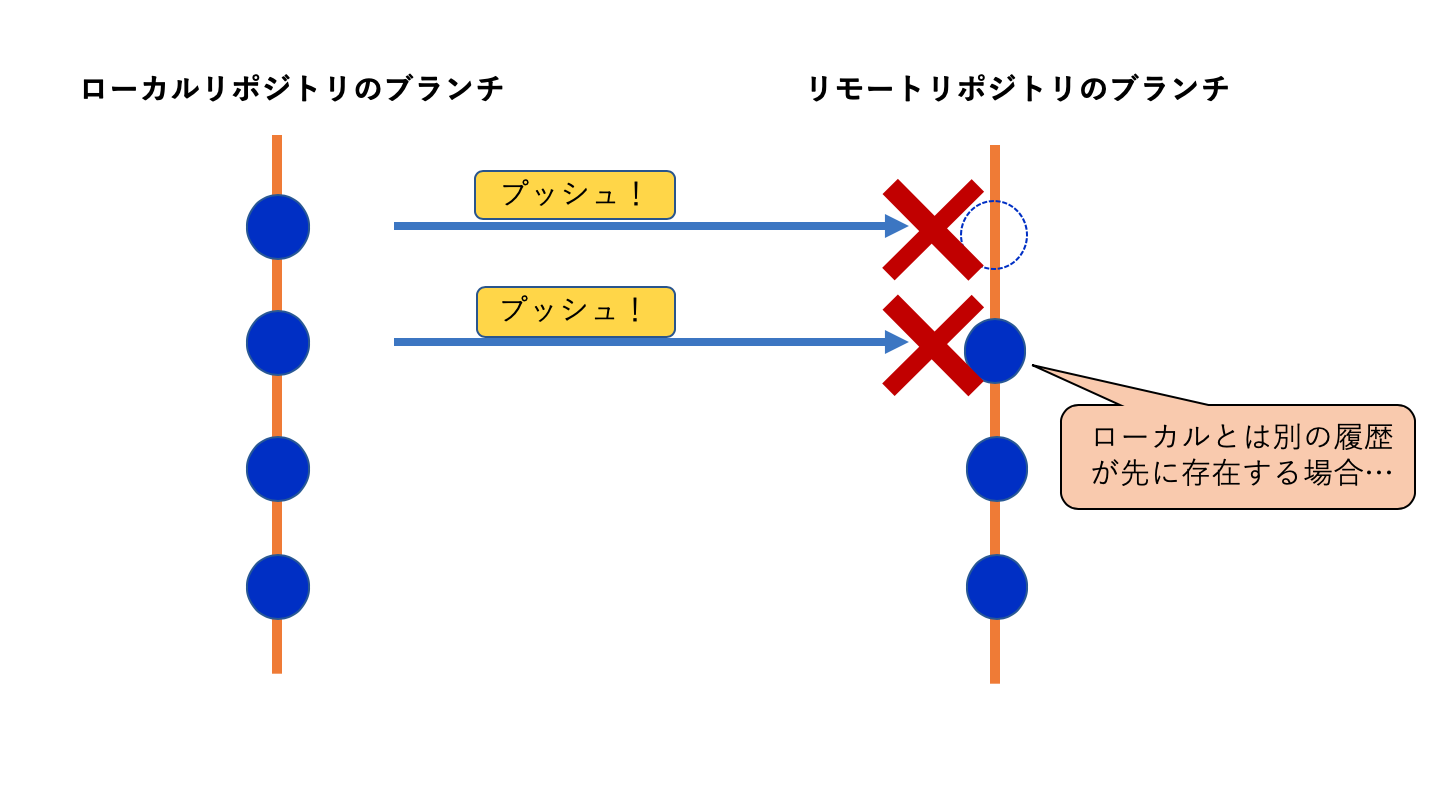 ローカルリポジトリのブランチ
リモートリポジトリのブランチ
プッシュ！
プッシュ！
ローカルとは別の履歴
が先に存在する場合…